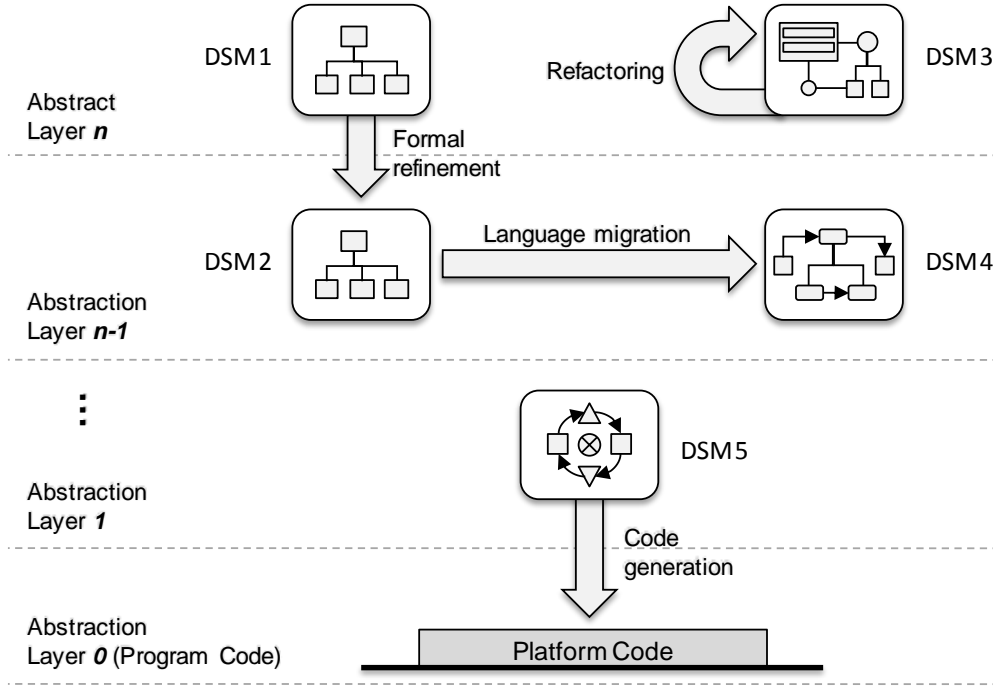 DSM1
DSM3
Refactoring
Abstract
Layer n
Formal
refinement
Language migration
DSM2
DSM4
Abstraction
Layer n-1
⋮
DSM5
Abstraction
Layer 1
Code
generation
Abstraction
Layer 0 (Program Code)
Platform Code